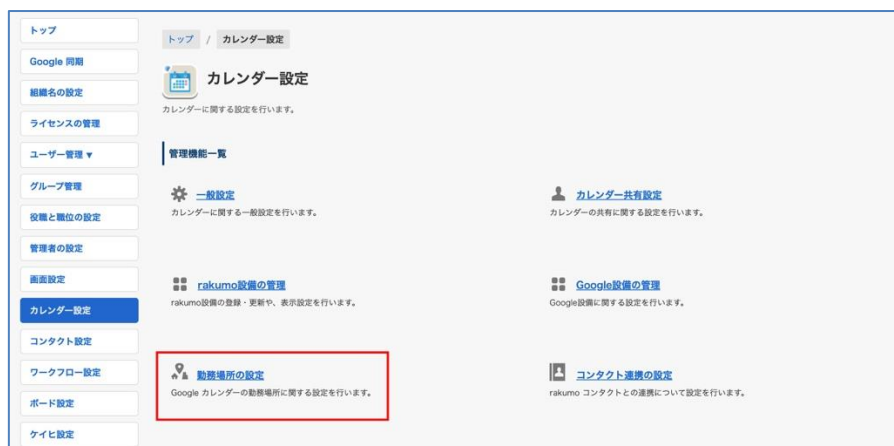 トップ
Google 同期
組織名の設定
ライセンスの管理
ユーザー管理 ▼
グループ管理
役職と職位の設定
管理者の設定
画面設定
カレンダー設定
コンタクト設定
ワークフロー設定
ボード設定
ケイヒ設定
トップ / カレンダー設定
カレンダー設定
カレンダーに関する設定を行います。
管理機能一覧
一般設定
カレンダーに関する一般設定を行います。
カレンダー共有設定
カレンダーの共有に関する設定を行います。
rakumo設備の管理
rakumo設備の登録・更新や、表示設定を行います。
Google設備の管理
Google設備に関する設定を行います。
勤務場所の設定
Google カレンダーの勤務場所に関する設定を行います。
コンタクト連携の設定
rakumo コンタクトとの連携について設定を行います。